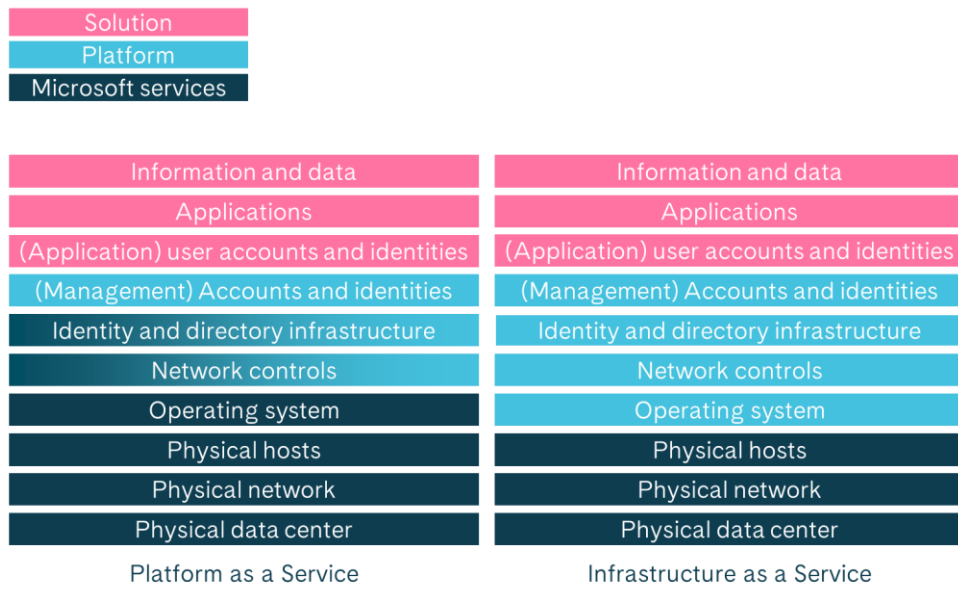 Solution
Platform
Microsoft services
Information and data
Applications
(Application) user accounts and identities
(Management) Accounts and identities
Identity and directory infrastructure
Network controls
Operating system
Physical hosts
Physical network
Physical data center
Platform as a Service
Information and data
Applications
(Application) user accounts and identities
(Management) Accounts and identities
Identity and directory infrastructure
Network controls
Operating system
Physical hosts
Physical network
Physical data center
Infrastructure as a Service